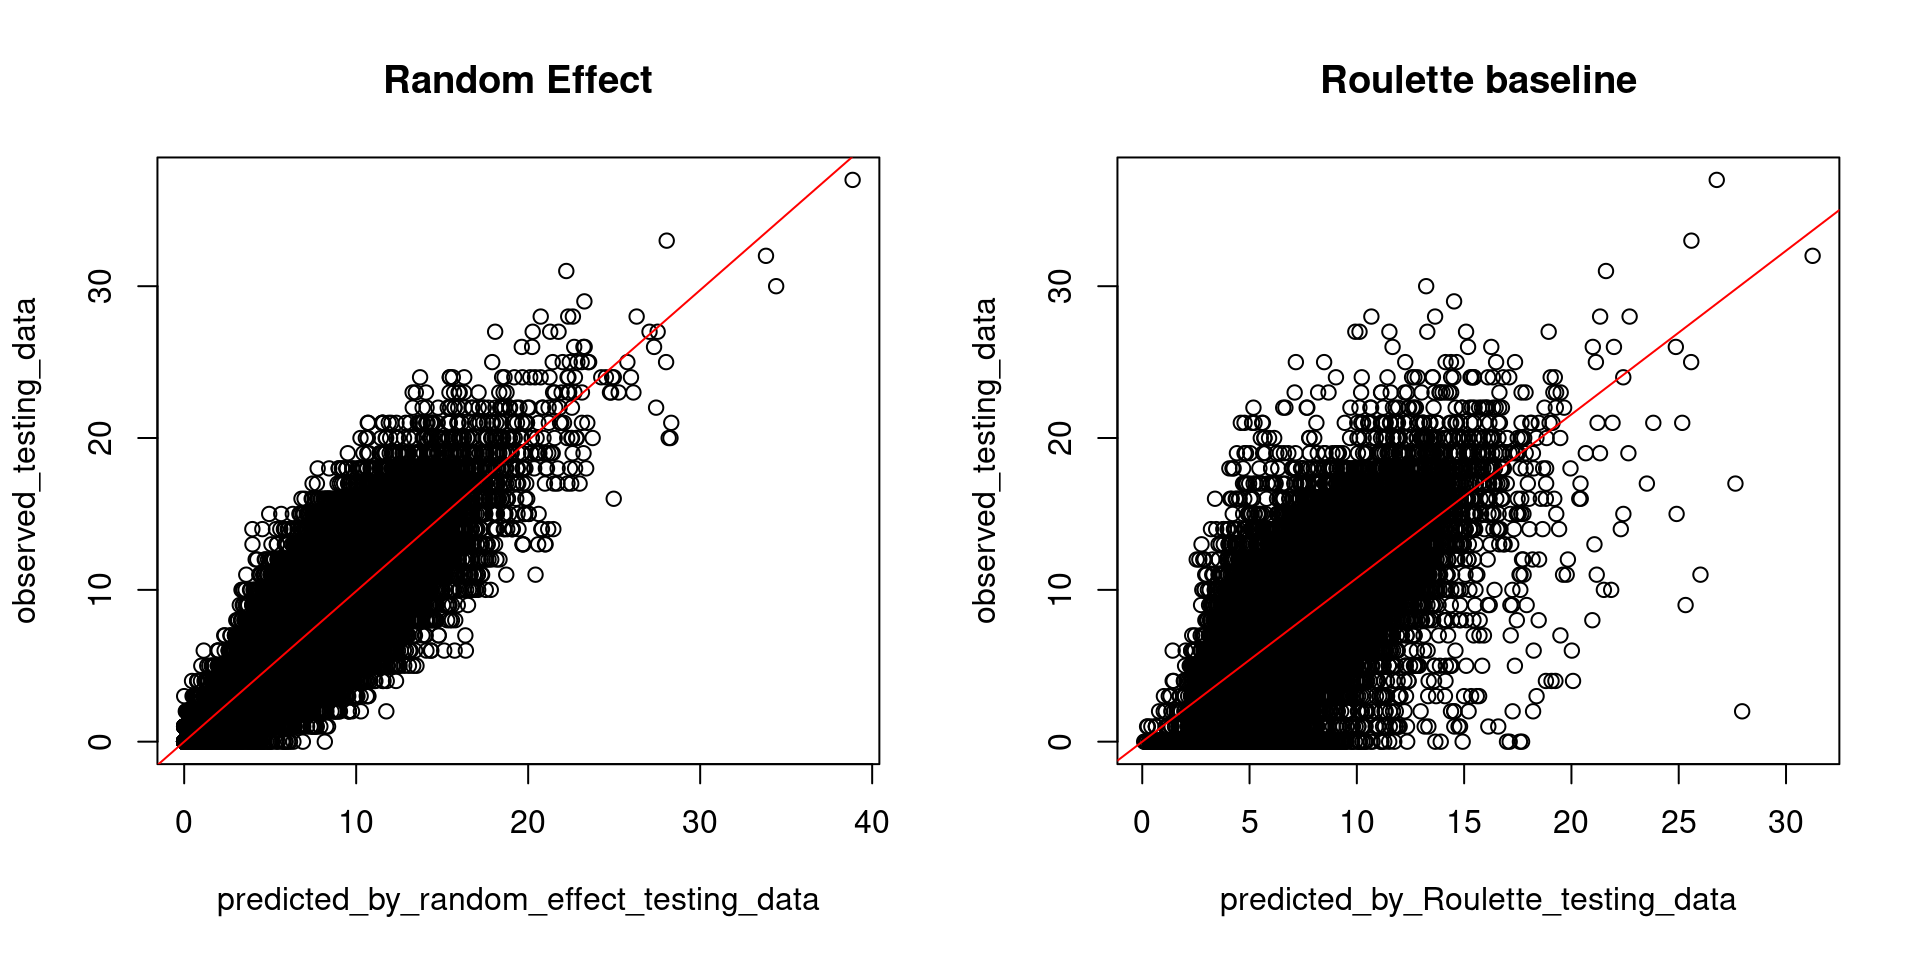 Random Effect
observed_testing_data
30
20
10
0
0 10 20 30 40
predicted_by_random_effect_testing_data
Roulette baseline
observed_testing_data
30
20
10
0
0 5 10 15 20 25 30
predicted_by_Roulette_testing_data